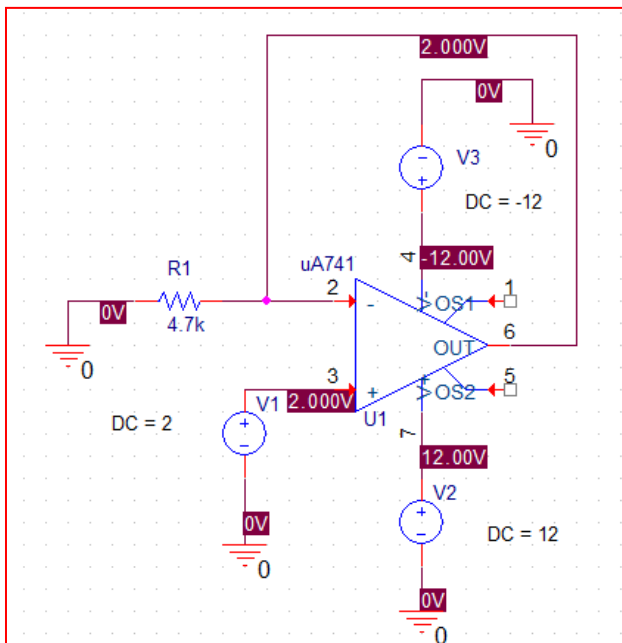 2.000V
0V
0
-
+
V3
DC = -12
4
-12.00V
uA741
R1
4.7k
0V
0
2
-
V-
OS1
1
OUT
6
3
+
V+
OS2
5
U1
7
V1
2.000V
DC = 2
+
-
0V
0
12.00V
V2
+
-
DC = 12
0V
0